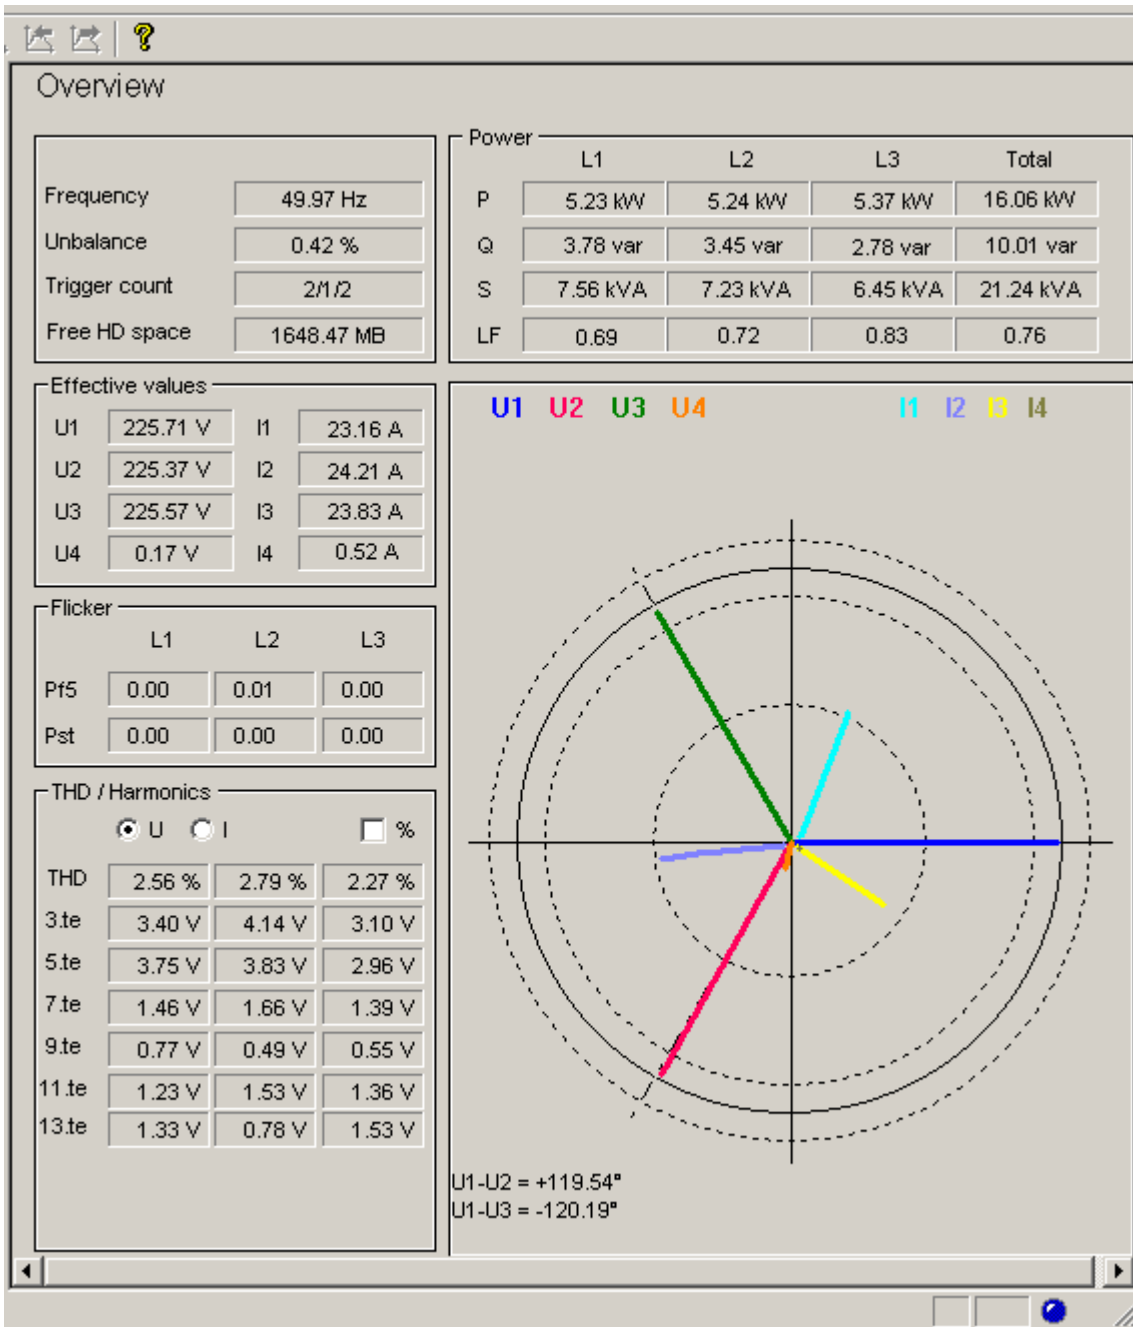 Overview
Frequency 49.97 Hz
Unbalance 0.42 %
Trigger count 2/1/2
Free HD space 1648.47 MB
Power
L1 L2 L3 Total
P 5.23 kW 5.24 kW 5.37 kW 16.06 kW
Q 3.78 var 3.45 var 2.78 var 10.01 var
S 7.56 kVA 7.23 kVA 6.45 kVA 21.24 kVA
LF 0.69 0.72 0.83 0.76
Effective values
U1 225.71 V I1 23.16 A
U2 225.37 V I2 24.21 A
U3 225.57 V I3 23.83 A
U4 0.17 V I4 0.52 A
Flicker
L1 L2 L3
Pf5 0.00 0.01 0.00
Pst 0.00 0.00 0.00
THD / Harmonics
U I %
THD 2.56 % 2.79 % 2.27 %
3.te 3.40 V 4.14 V 3.10 V
5.te 3.75 V 3.83 V 2.96 V
7.te 1.46 V 1.66 V 1.39 V
9.te 0.77 V 0.49 V 0.55 V
11.te 1.23 V 1.53 V 1.36 V
13.te 1.33 V 0.78 V 1.53 V
U1 U2 U3 U4 I1 I2 I3 I4
U1-U2 = +119.54°
U1-U3 = -120.19°